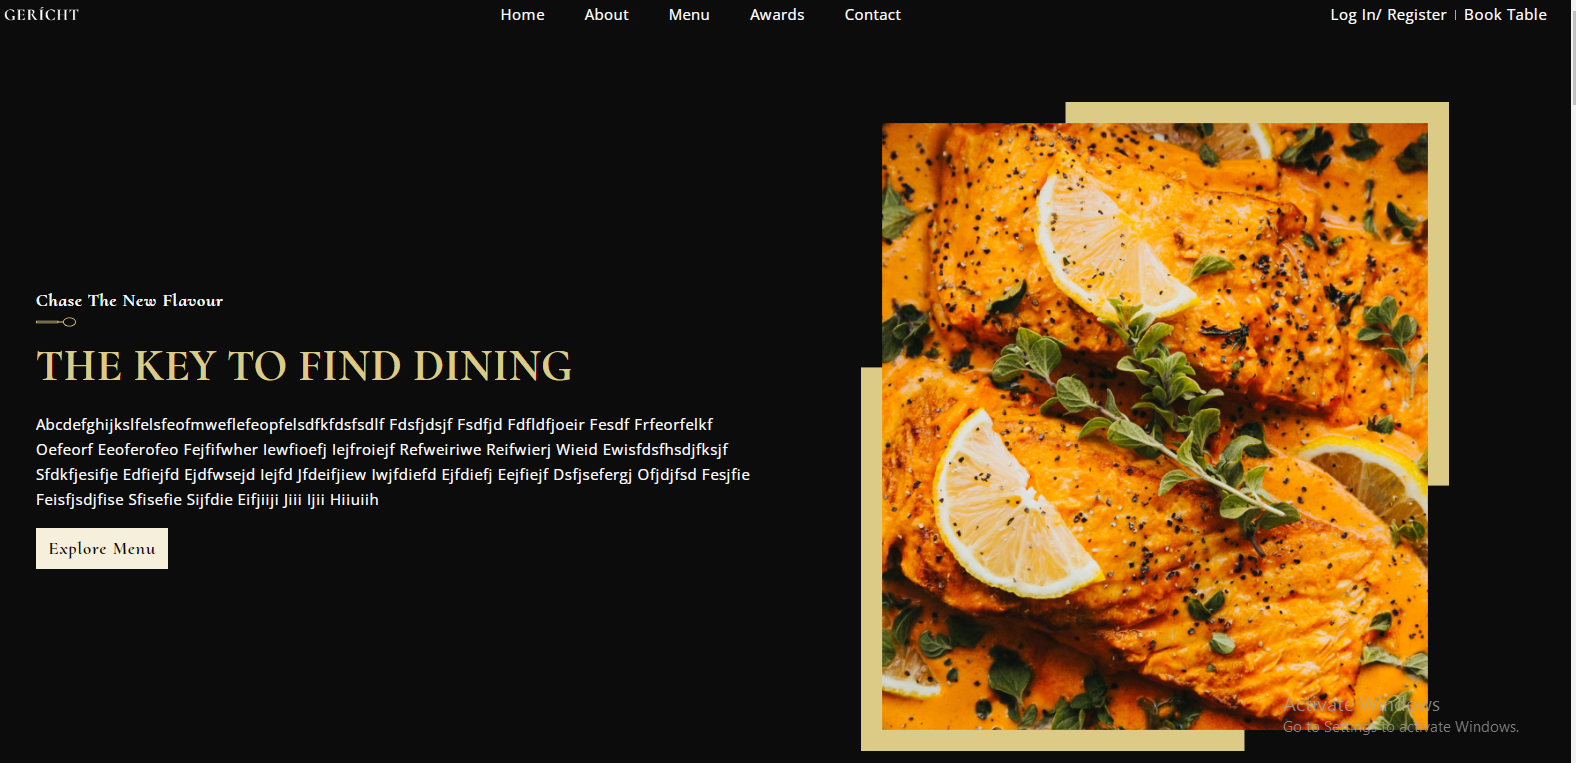 GERÍCHT
Home About Menu Awards Contact
Log In/ Register Book Table
Chase The New Flavour
THE KEY TO FIND DINING
Abcdefghijkslfelsfeofmweflefeopfelsdfkfdsfsdlf Fdsfjdsjf Fsdfjd Fdfldfjoeir Fesdf Frfeorfelkf
Oefeorf Eeoferofeo Fejfifwher Iewfioefj Iejfroiejf Refweiriwe Reifwierj Wieid Ewisfdsfhsdjfksjf
Sfdkfjesifje Edfiejfd Ejdfwsejd Iejfd Jfdeifjiew Iwjfdiefd Ejfdiefj Eejfiejf Dsfjsefergj Ofjdjfsd Fesjfie
Feisfjsdjfise Sfisefie Sijfdie Eifjiiji Jiii Ijii Hiiuiih
Explore Menu
Activate Windows
Go to Settings to activate Windows.